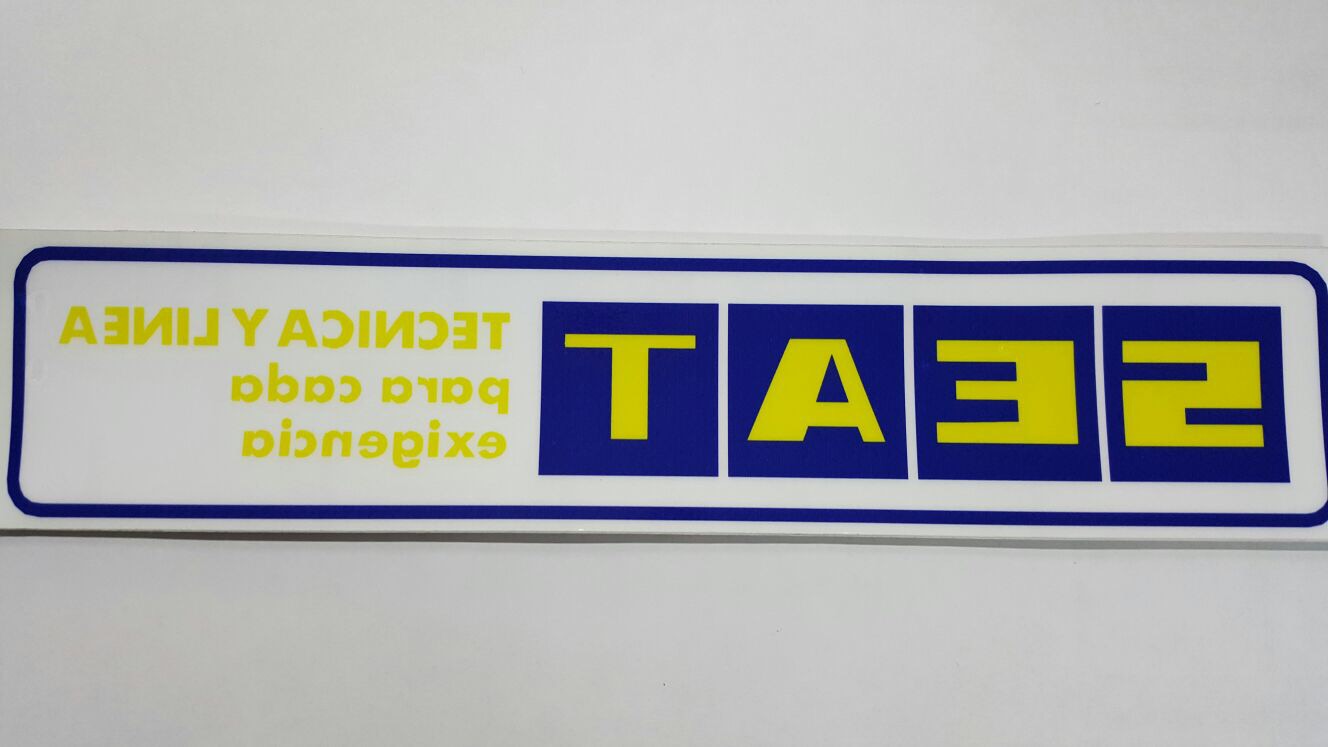 SEAT
TECNICA Y LINEA
para cada
exigencia